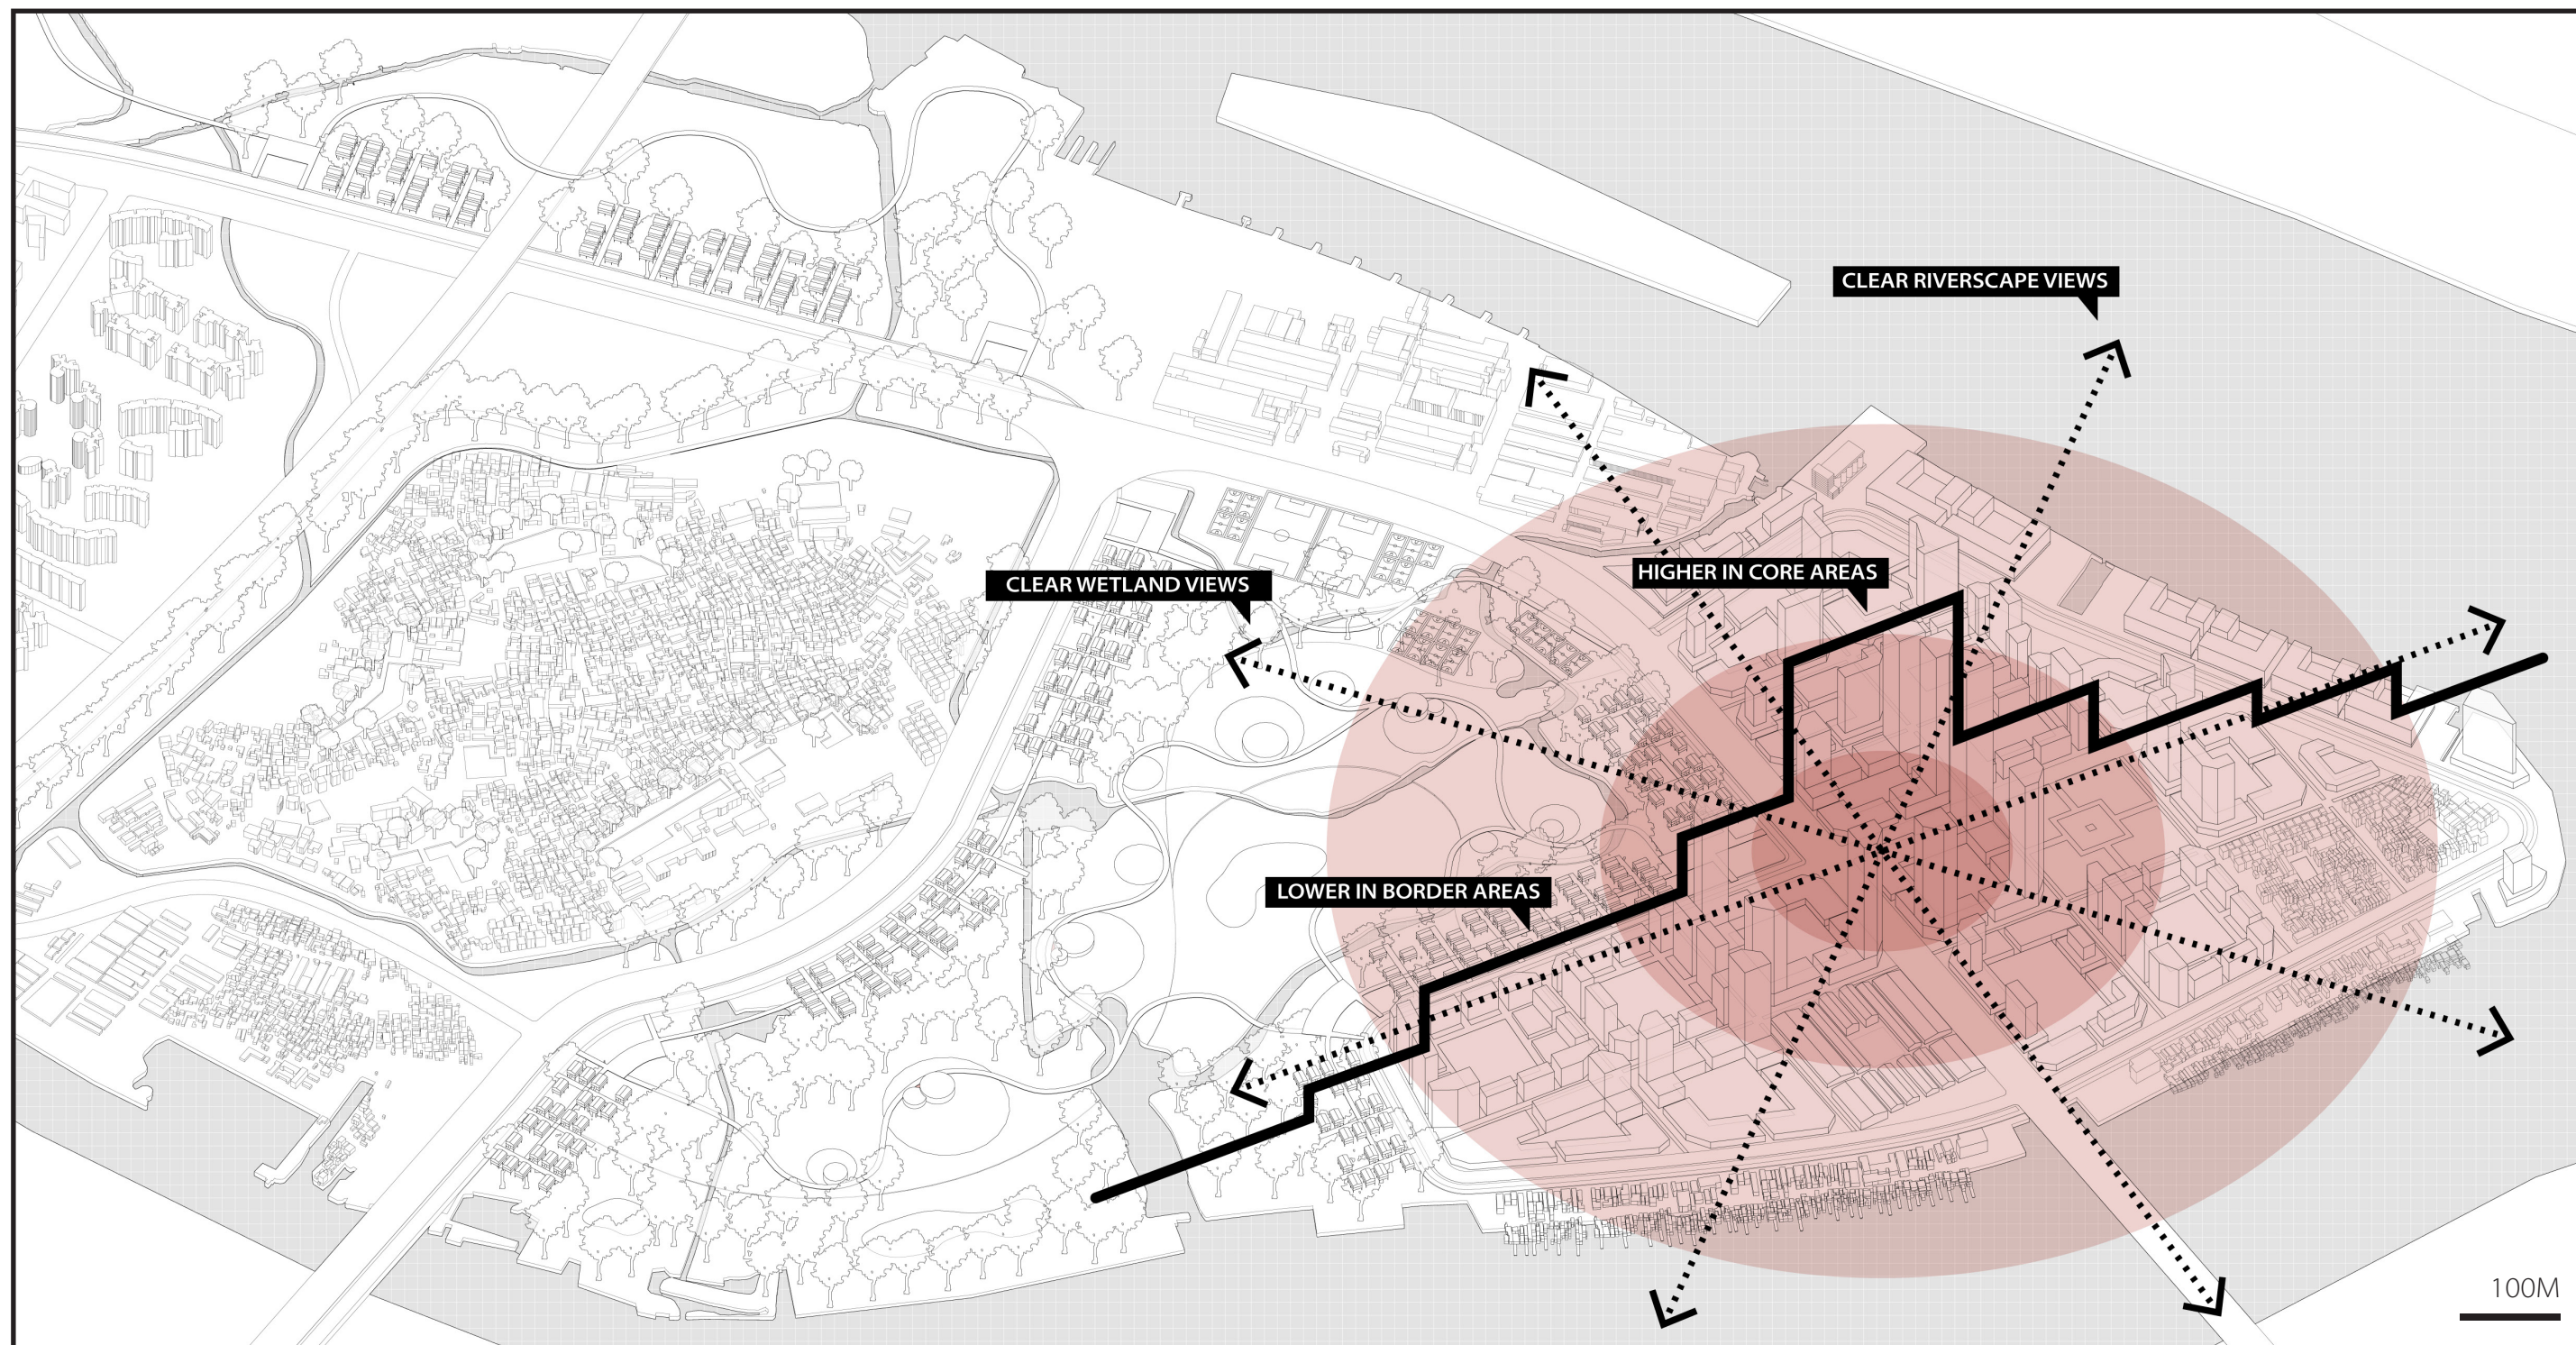 CLEAR RIVERSCAPE VIEWS
HIGHER IN CORE AREAS
CLEAR WETLAND VIEWS
LOWER IN BORDER AREAS
100M